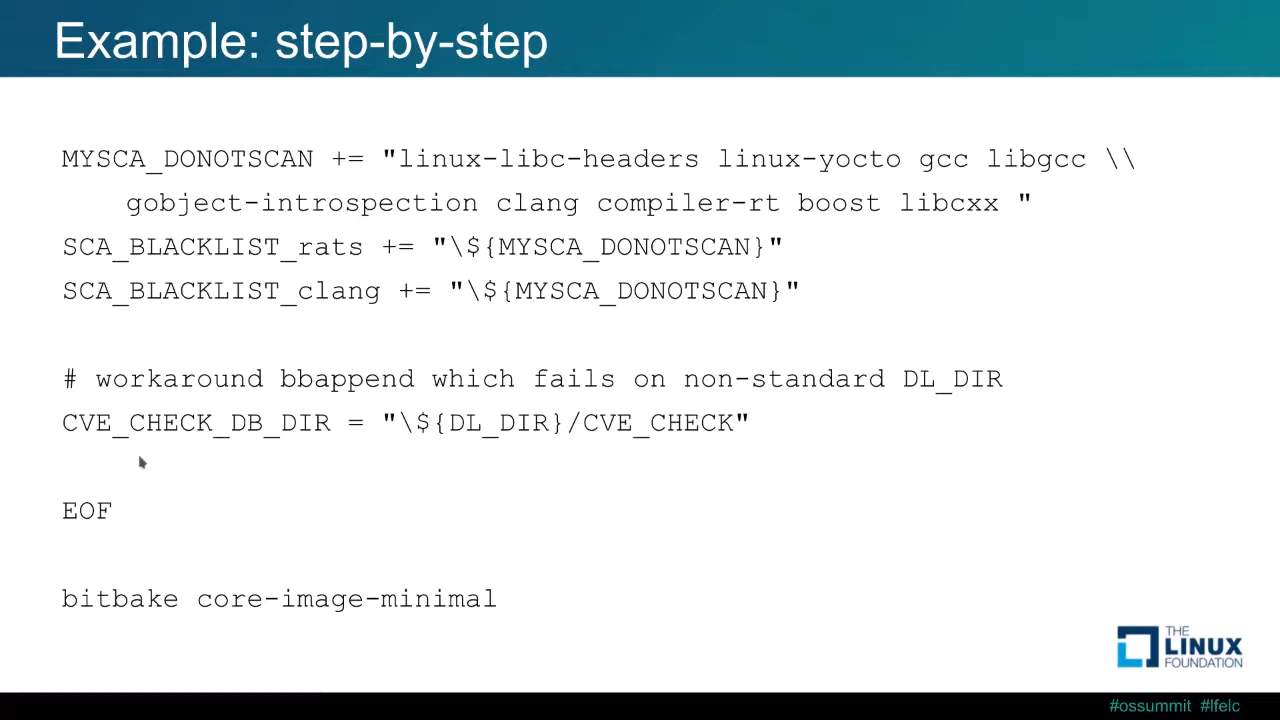 Example: step-by-step
MYSCA_DONOTSCAN += "linux-libc-headers linux-yocto gcc libgcc \\
gobject-introspection clang compiler-rt boost libcxx "
SCA_BLACKLIST_rats += "\${MYSCA_DONOTSCAN}"
SCA_BLACKLIST_clang += "\${MYSCA_DONOTSCAN}"
# workaround bbappend which fails on non-standard DL_DIR
CVE_CHECK_DB_DIR = "\${DL_DIR}/CVE_CHECK"
EOF
bitbake core-image-minimal
THE
LINUX
FOUNDATION
#ossummit #lfelc